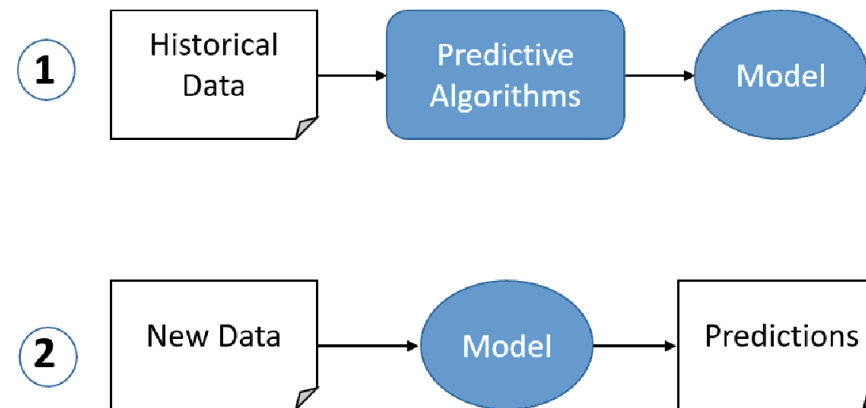 1
Historical
Data
Predictive
Algorithms
Model
2
New Data
Model
Predictions